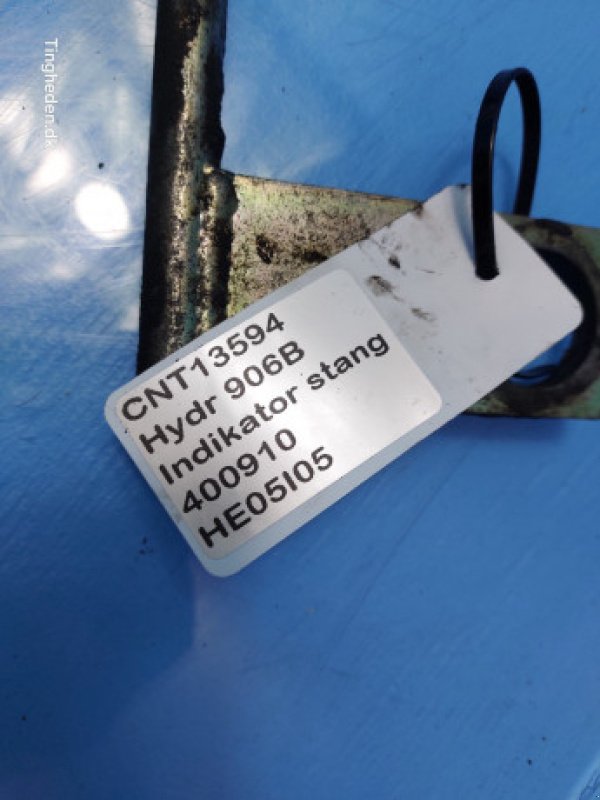 Tingheden.dk
CNT13594
Hydr 906B
Indikator stang
400910
HE05I05